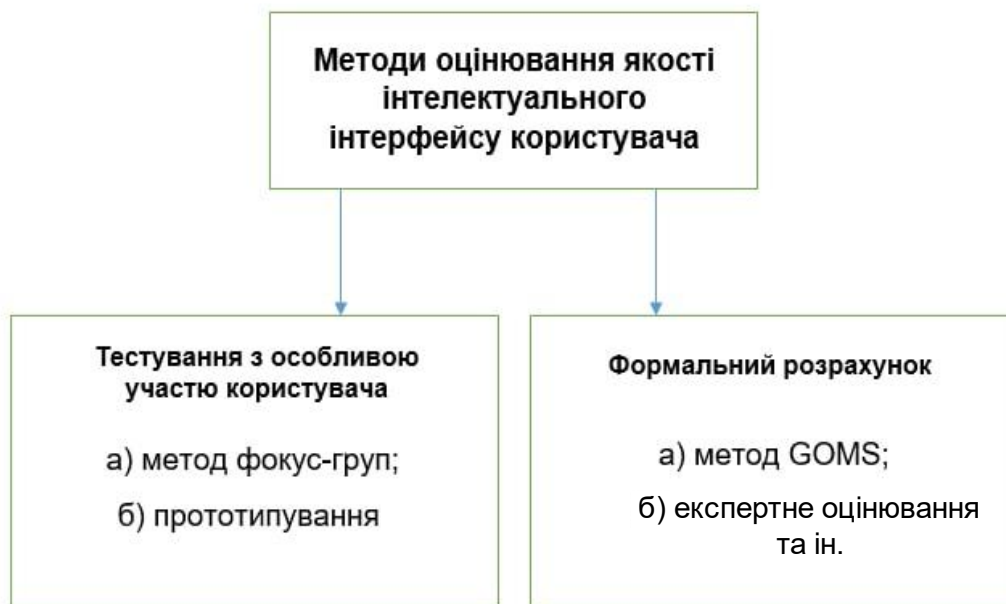 Методи оцінювання якості
інтелектуального
інтерфейсу користувача
Тестування з особливою
участю користувача
а) метод фокус-груп;
б) прототипування
Формальний розрахунок
а) метод GOMS;
б) експертне оцінювання
та ін.